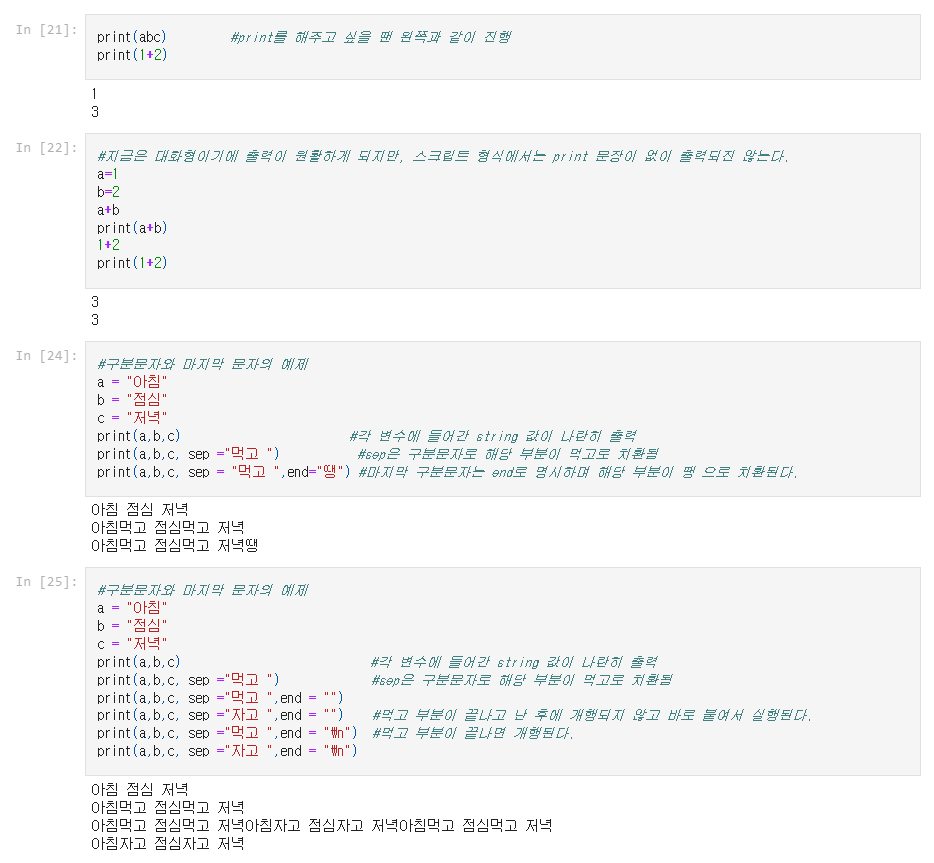 In [21]:
print(abc) #print를 해주고 싶을 땐 왼쪽과 같이 진행
print(1+2)
1
3
In [22]:
#지금은 대화형이기에 출력이 원활하게 되지만, 스크립트 형식에서는 print 문장이 없이 출력되진 않는다.
a=1
b=2
a+b
print(a+b)
1+2
print(1+2)
3
3
In [24]:
#구분문자와 마지막 문자의 예제
a = "아침"
b = "점심"
c = "저녁"
print(a,b,c) #각 변수에 들어간 string 값이 나란히 출력
print(a,b,c, sep ="먹고 ") #sep은 구분문자로 해당 부분이 먹고로 치환됨
print(a,b,c, sep = "먹고 ",end="땡") #마지막 구분문자는 end로 명시하며 해당 부분이 땡 으로 치환된다.
아침 점심 저녁
아침먹고 점심먹고 저녁
아침먹고 점심먹고 저녁땡
In [25]:
#구분문자와 마지막 문자의 예제
a = "아침"
b = "점심"
c = "저녁"
print(a,b,c) #각 변수에 들어간 string 값이 나란히 출력
print(a,b,c, sep ="먹고 ") #sep은 구분문자로 해당 부분이 먹고로 치환됨
print(a,b,c, sep ="먹고 ",end = "")
print(a,b,c, sep ="자고 ",end = "") #먹고 부분이 끝나고 난 후에 개행되지 않고 바로 붙여서 실행된다.
print(a,b,c, sep ="먹고 ",end = "₩n") #먹고 부분이 끝나면 개행된다.
print(a,b,c, sep ="자고 ",end = "₩n")
아침 점심 저녁
아침먹고 점심먹고 저녁
아침먹고 점심먹고 저녁아침자고 점심자고 저녁아침먹고 점심먹고 저녁
아침자고 점심자고 저녁